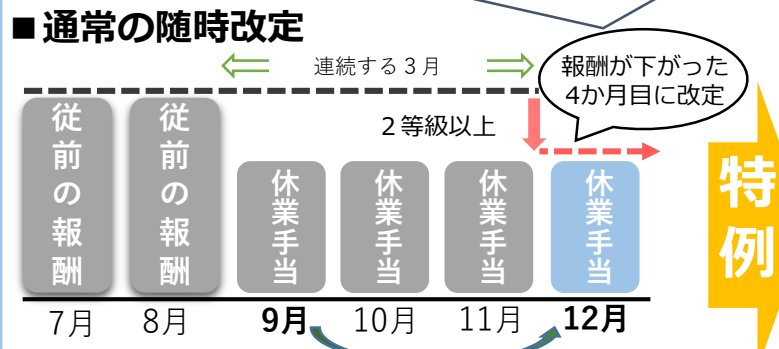 ■通常の随時改定
連続する3月
報酬が下がった
4か月目に改定
2等級以上
従前の報酬
従前の報酬
休業手当
休業手当
休業手当
休業手当
7月
8月
9月
10月
11月
12月
特例